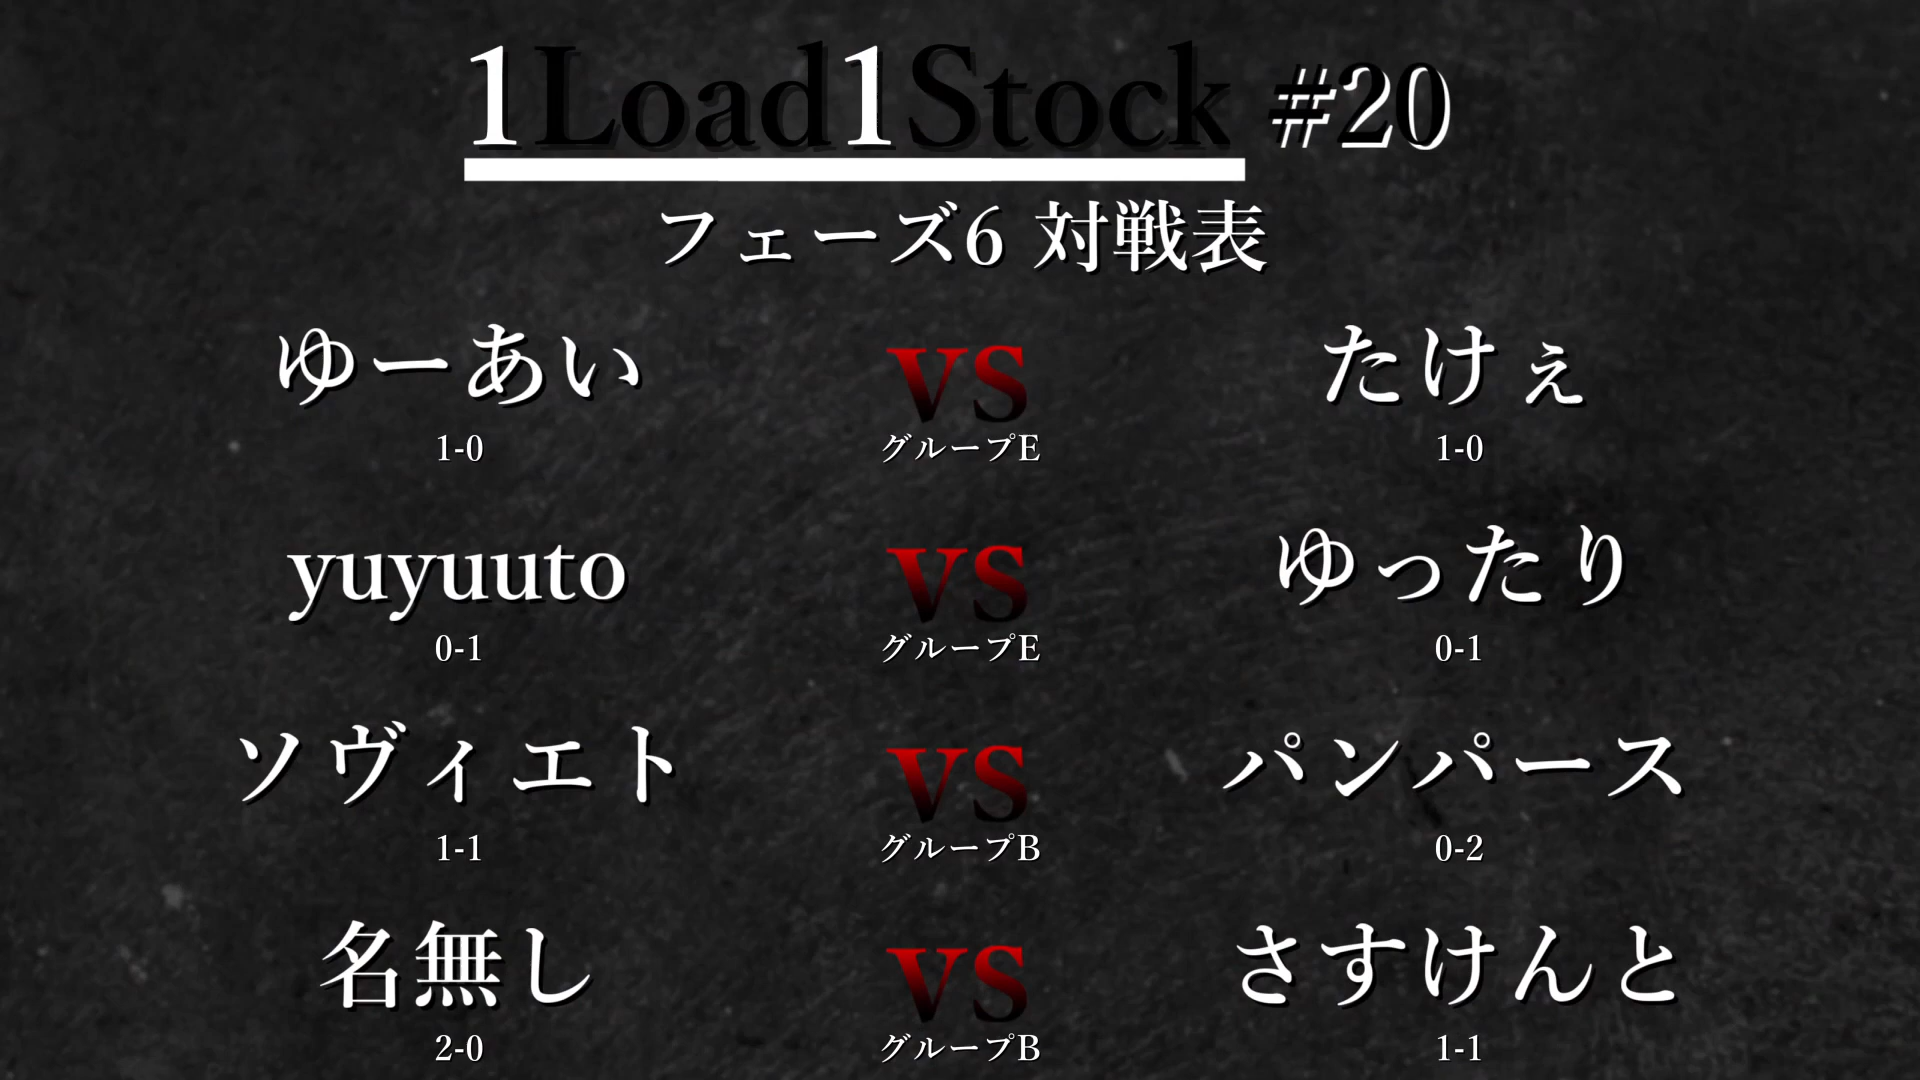 1Load1Stock #20
フェーズ6 対戦表
ゆーあい vs たけぇ
1-0 グループE 1-0
yuyuuto vs ゆったり
0-1 グループE 0-1
ソヴィエト vs パンパース
1-1 グループB 0-2
名無し vs さすけんと
2-0 グループB 1-1